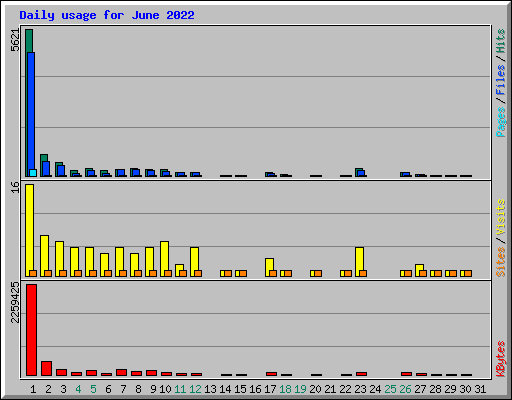 Daily usage for June 2022
5621
Pages / Files / Hits
16
Sites / Visits
2259425
KBytes
1 2 3 4 5 6 7 8 9 10 11 12 13 14 15 16 17 18 19 20 21 22 23 24 25 26 27 28 29 30 31